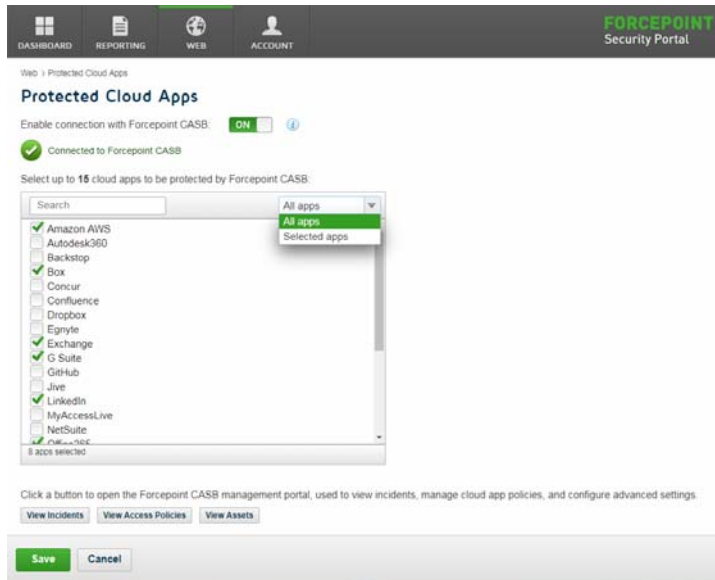 DASHBOARD REPORTING WEB ACCOUNT
FORCEPOINT
Security Portal
Web > Protected Cloud Apps
Protected Cloud Apps
Enable connection with Forcepoint CASB: ON i
Connected to Forcepoint CASB
Select up to 15 cloud apps to be protected by Forcepoint CASB:
Search All apps
All apps
Selected apps
Amazon AWS
Autodesk360
Backstop
Box
Concur
Confluence
Dropbox
Egnyte
Exchange
G Suite
GitHub
Jive
LinkedIn
MyAccessLive
NetSuite
Office365
8 apps selected
Click a button to open the Forcepoint CASB management portal, used to view incidents, manage cloud app policies, and configure advanced settings.
View Incidents View Access Policies View Assets
Save Cancel